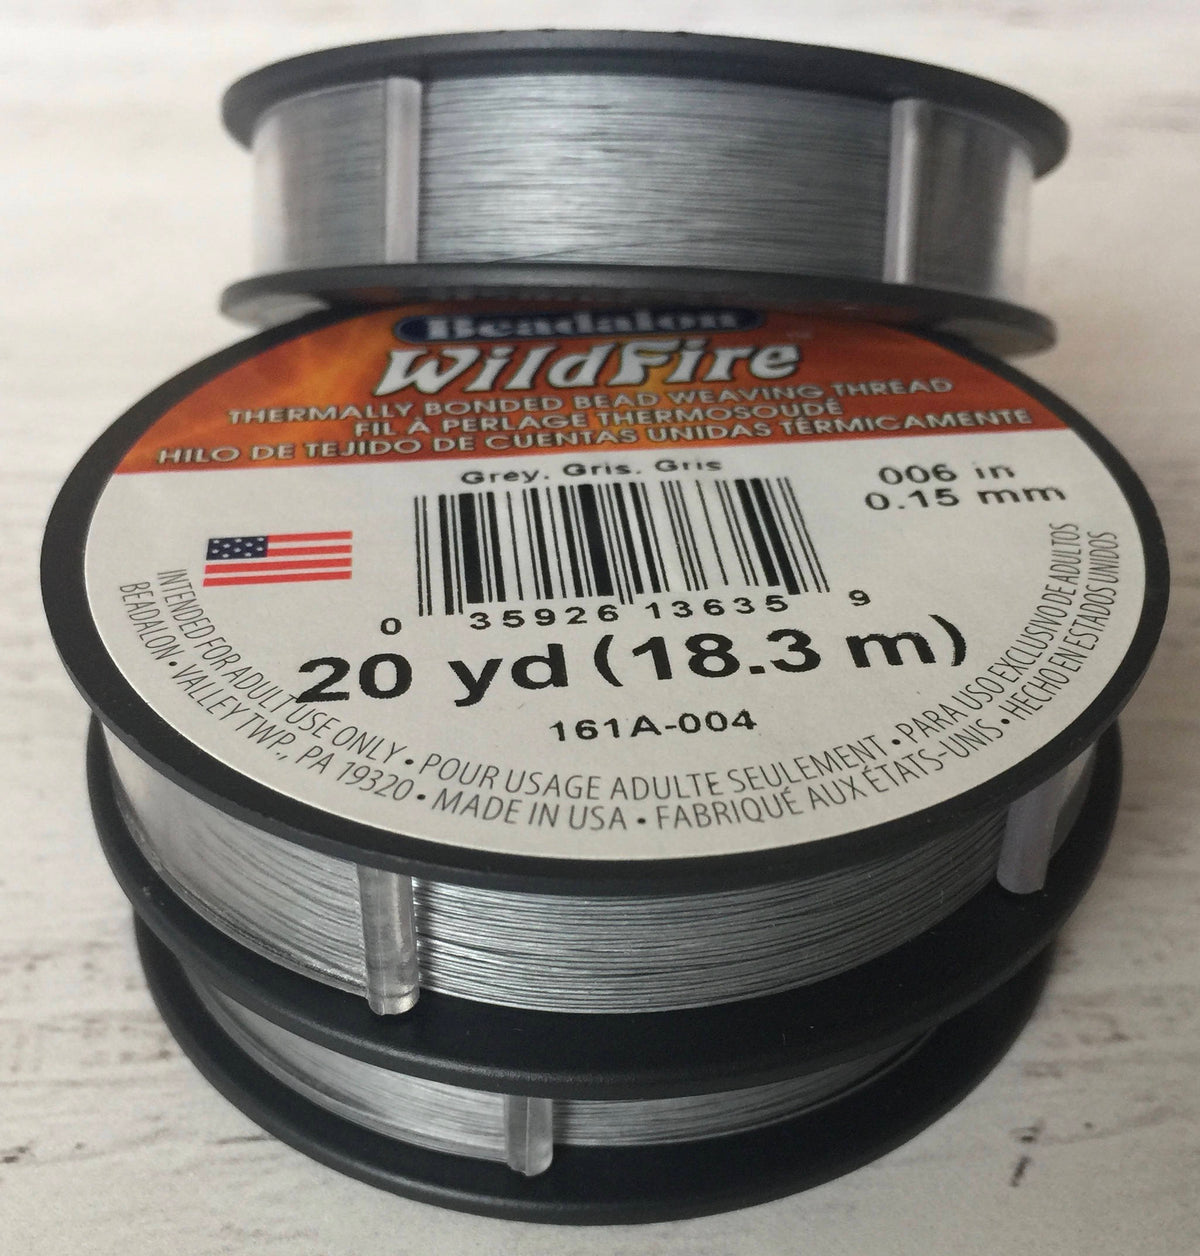 Beadalon
WildFire
THERMALLY BONDED BEAD WEAVING THREAD
FIL À PERLAGE THERMOSOUDÉ
HILO DE TEJIDO DE CUENTAS UNIDAS TÉRMICAMENTE
Grey. Gris. Gris
006 in
0.15 mm
0 35926 13635 9
20 yd (18.3 m)
161A-004
INTENDED FOR ADULT USE ONLY • POUR USAGE ADULTE SEULEMENT • PARA USO EXCLUSIVO DE ADULTOS
BEADALON • VALLEY TWP., PA 19320 • MADE IN USA • FABRIQUÉ AUX ÉTATS-UNIS • HECHO EN ESTADOS UNIDOS